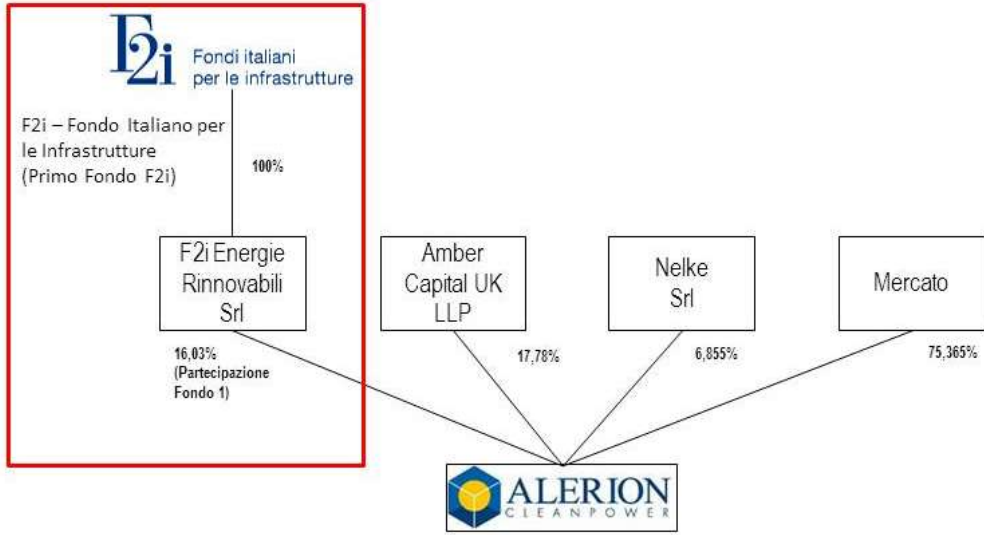 F2i Fondi italiani
per le infrastrutture
F2i – Fondo Italiano per
le Infrastrutture
(Primo Fondo F2i)
100%
F2i Energie
Rinnovabili
Srl
Amber
Capital UK
LLP
Nelke
Srl
Mercato
16,03%
(Partecipazione
Fondo 1)
17,78%
6,855%
75,365%
ALERION
CLEANPOWER